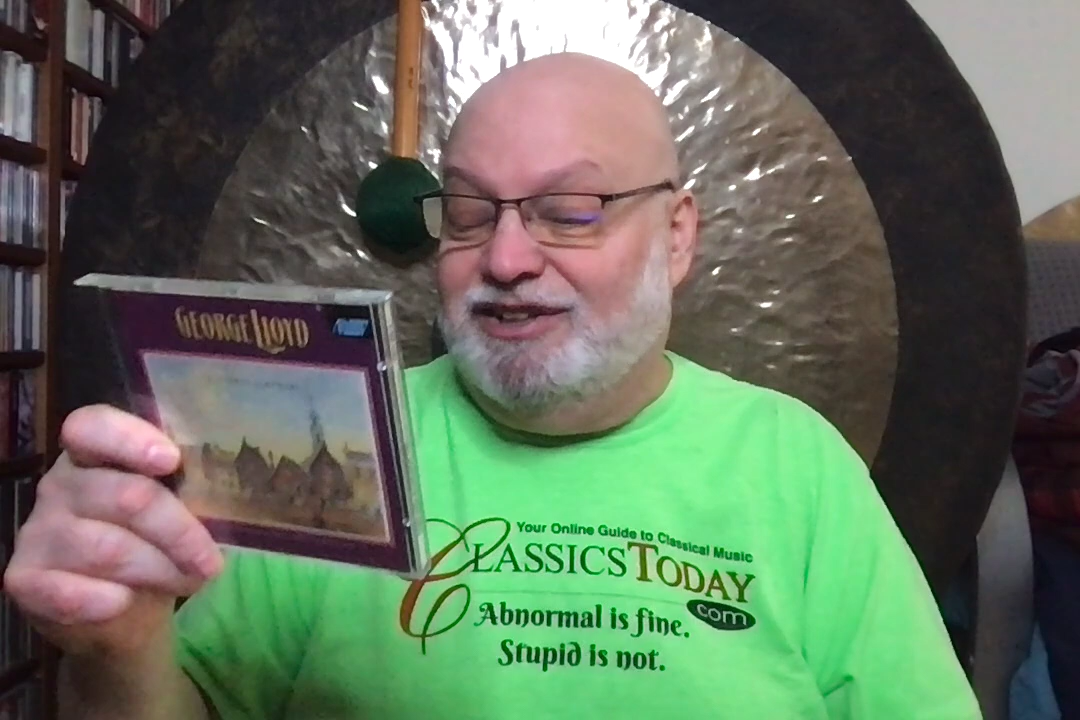 GEORGE LLOYD
Your Online Guide to Classical Music
CLASSICSTODAY
com
Abnormal is fine.
Stupid is not.